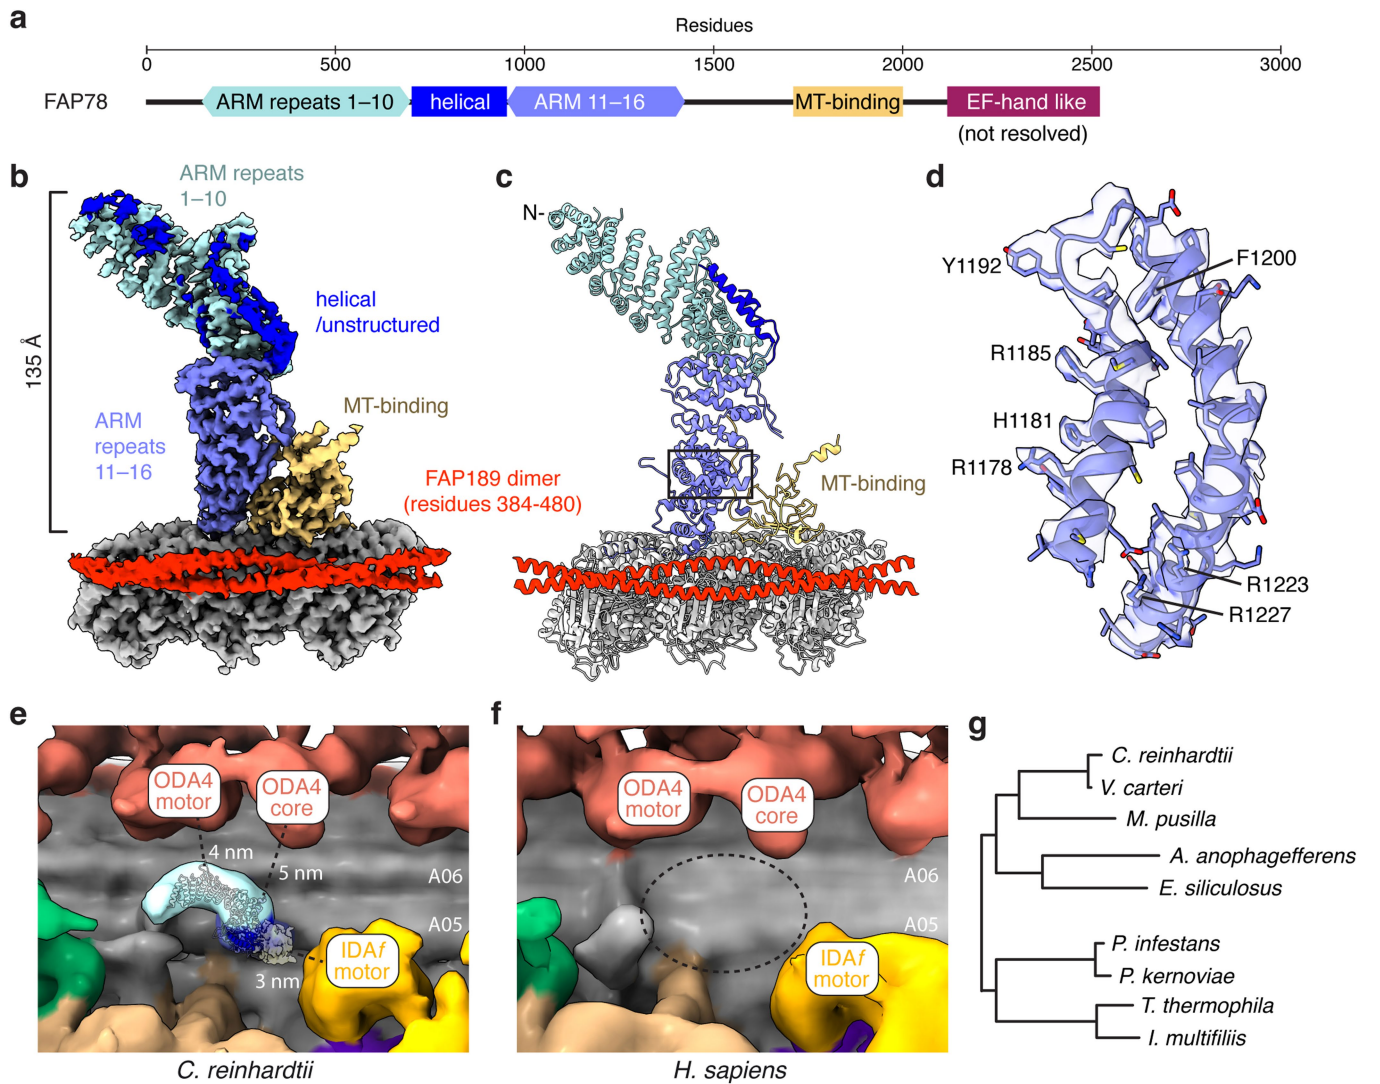 a
Residues
0 500 1000 1500 2000 2500 3000
FAP78 ARM repeats 1–10 helical ARM 11–16 MT-binding EF-hand like
(not resolved)
b
ARM repeats
1–10
135 Å
helical
/unstructured
MT-binding
ARM
repeats
11–16
FAP189 dimer
(residues 384-480)
c
N-
MT-binding
d
Y1192
F1200
R1185
H1181
R1178
R1223
R1227
e
ODA4
motor
ODA4
core
4 nm
5 nm
A06
A05
IDAf
motor
3 nm
C. reinhardtii
f
ODA4
motor
ODA4
core
A06
A05
IDAf
motor
H. sapiens
g
C. reinhardtii
V. carteri
M. pusilla
A. anophagefferens
E. siliculosus
P. infestans
P. kernoviae
T. thermophila
I. multifiliis